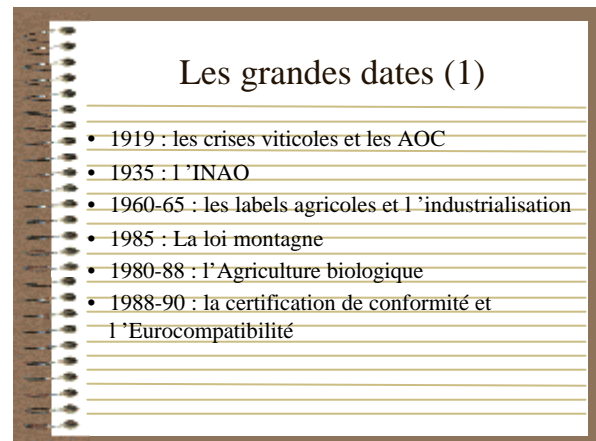 Les grandes dates (1)
• 1919 : les crises viticoles et les AOC
• 1935 : l ’INAO
• 1960-65 : les labels agricoles et l ’industrialisation
• 1985 : La loi montagne
• 1980-88 : l’Agriculture biologique
• 1988-90 : la certification de conformité et
l ’Eurocompatibilité